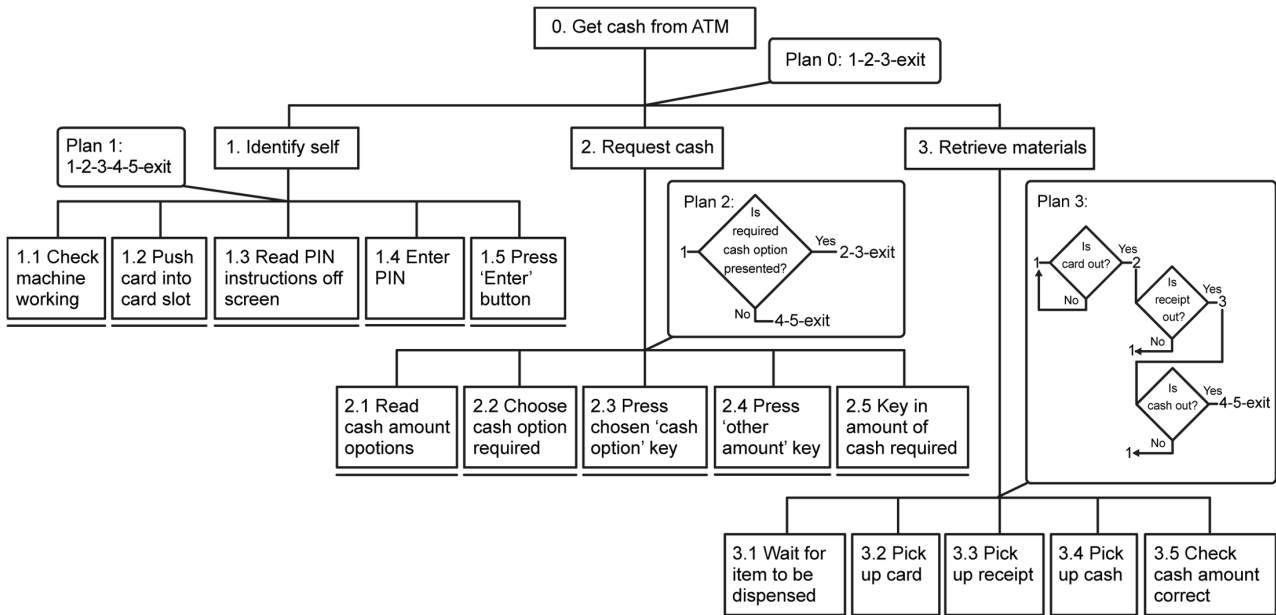 0. Get cash from ATM
Plan 0: 1-2-3-exit
Plan 1:
1-2-3-4-5-exit
1. Identify self
2. Request cash
3. Retrieve materials
1.1 Check
machine
working
1.2 Push
card into
card slot
1.3 Read PIN
instructions off
screen
1.4 Enter
PIN
1.5 Press
‘Enter’
button
Plan 2:
1
Is
required
cash option
presented?
Yes
2-3-exit
No
4-5-exit
Plan 3:
1
Is
card out?
Yes
2
No
Is
receipt
out?
Yes
3
No
1
Is
cash out?
Yes
4-5-exit
No
1
2.1 Read
cash amount
opotions
2.2 Choose
cash option
required
2.3 Press
chosen ‘cash
option’ key
2.4 Press
‘other
amount’ key
2.5 Key in
amount of
cash required
3.1 Wait for
item to be
dispensed
3.2 Pick
up card
3.3 Pick
up receipt
3.4 Pick
up cash
3.5 Check
cash amount
correct